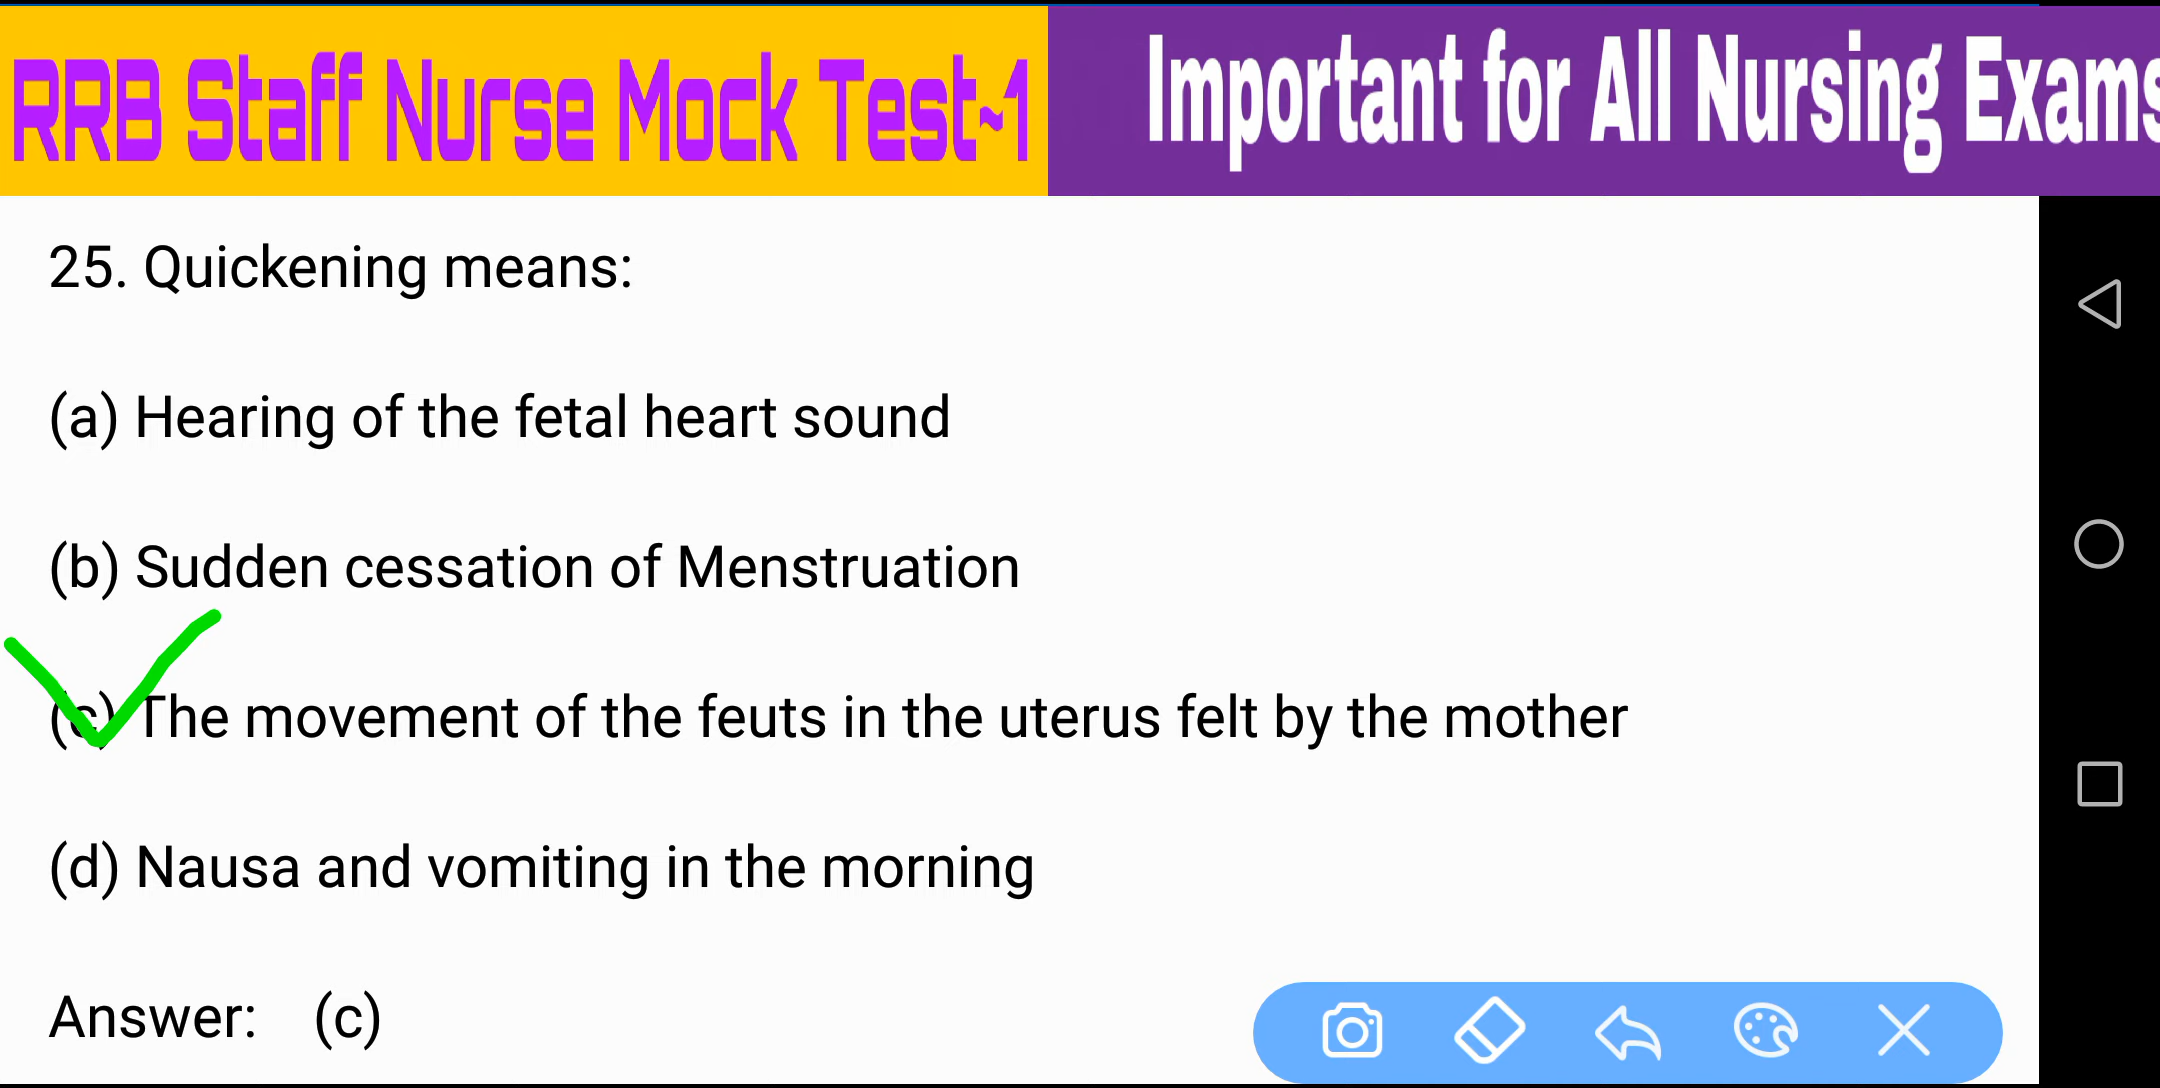 RRB Staff Nurse Mock Test~1
Important for All Nursing Exams
25. Quickening means:
(a) Hearing of the fetal heart sound
(b) Sudden cessation of Menstruation
(c) The movement of the feuts in the uterus felt by the mother
(d) Nausa and vomiting in the morning
Answer: (c)